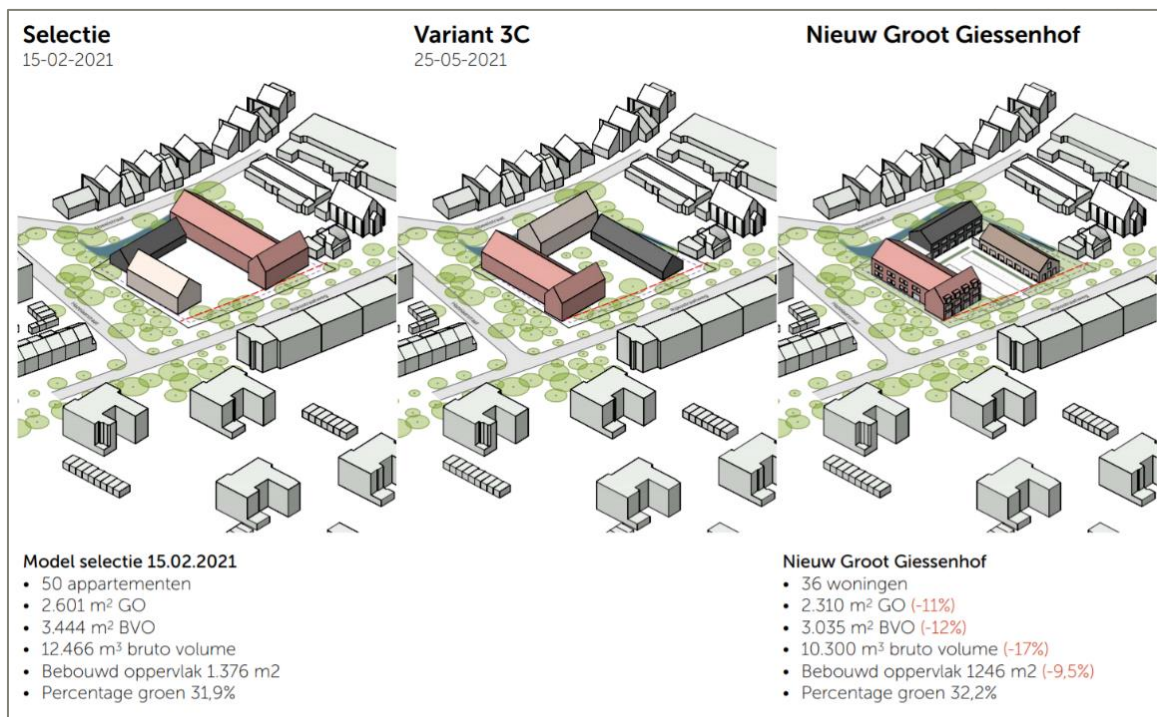 Selectie
15-02-2021
Variant 3C
25-05-2021
Nieuw Groot Giessenhof
Model selectie 15.02.2021
• 50 appartementen
• 2.601 m² GO
• 3.444 m² BVO
• 12.466 m³ bruto volume
• Bebouwd oppervlak 1.376 m2
• Percentage groen 31,9%
Nieuw Groot Giessenhof
• 36 woningen
• 2.310 m² GO (-11%)
• 3.035 m² BVO (-12%)
• 10.300 m³ bruto volume (-17%)
• Bebouwd oppervlak 1246 m2 (-9,5%)
• Percentage groen 32,2%